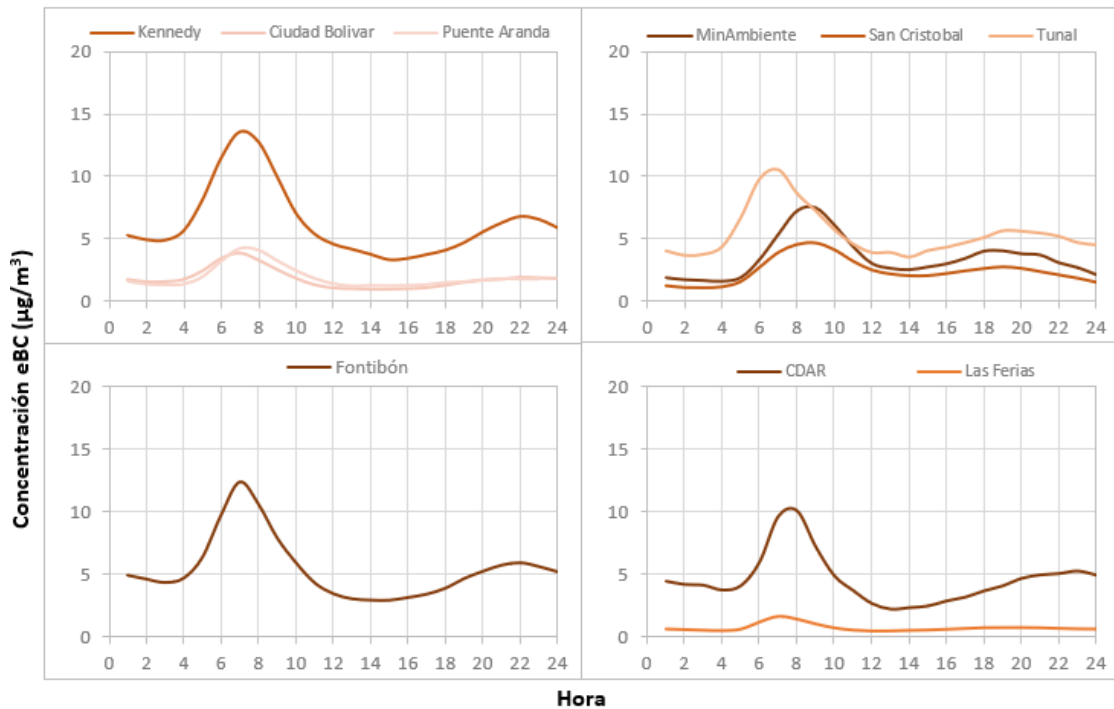 Kennedy Ciudad Bolivar Puente Aranda
20
15
10
5
0
0 2 4 6 8 10 12 14 16 18 20 22 24
MinAmbiente San Cristobal Tunal
20
15
10
5
0
0 2 4 6 8 10 12 14 16 18 20 22 24
Concentración eBC (µg/m³)
Fontibón
20
15
10
5
0
0 2 4 6 8 10 12 14 16 18 20 22 24
CDAR Las Ferias
20
15
10
5
0
0 2 4 6 8 10 12 14 16 18 20 22 24
Hora